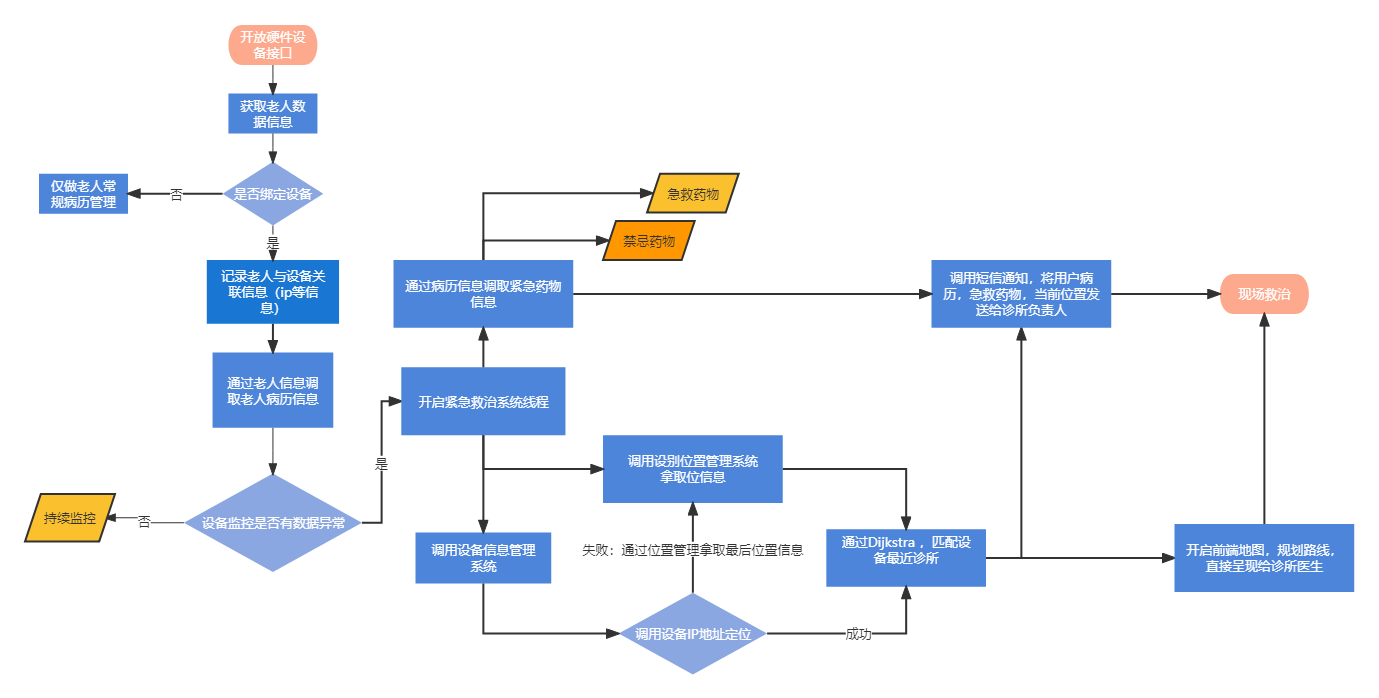 开放硬件设
备接口
获取老人数
据信息
是否绑定设备
否
仅做老人常
规病历管理
是
记录老人与设备关
联信息（ip等信
息）
通过老人信息调
取老人病历信息
设备监控是否有数据异常
否
持续监控
是
开启紧急救治系统线程
通过病历信息调取紧急药物
信息
急救药物
禁忌药物
调用短信通知，将用户病
历，急救药物，当前位置发
送给诊所负责人
现场救治
调用设别位置管理系统
拿取位信息
调用设备信息管理
系统
失败：通过位置管理拿取最后位置信息
调用设备IP地址定位
成功
通过Dijkstra ，匹配设
备最近诊所
开启前端地图，规划路线，
直接呈现给诊所医生